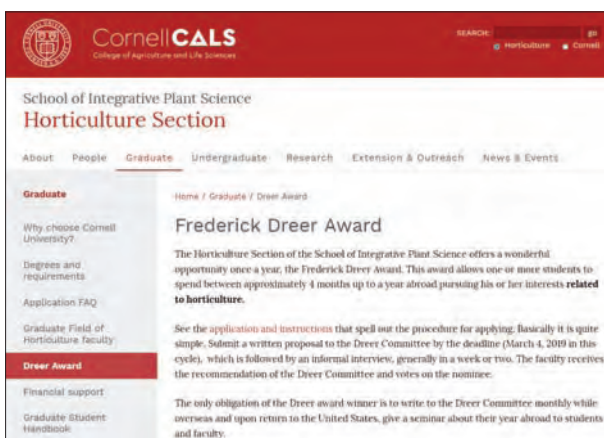 CornellCALS
College of Agriculture and Life Sciences
SEARCH:
go
Horticulture
Cornell
School of Integrative Plant Science
Horticulture Section
About People Graduate Undergraduate Research Extension & Outreach News & Events
Graduate
Why choose Cornell
University?
Degrees and
requirements
Application FAQ
Graduate Field of
Horticulture faculty
Dreer Award
Financial support
Graduate Student
Handbook
Home / Graduate / Dreer Award
Frederick Dreer Award
The Horticulture Section of the School of Integrative Plant Science offers a wonderful
opportunity once a year, the Frederick Dreer Award. This award allows one or more students to
spend between approximately 4 months up to a year abroad pursuing his or her interests related
to horticulture.
See the application and instructions that spell out the procedure for applying. Basically it is quite
simple. Submit a written proposal to the Dreer Committee by the deadline (March 4, 2019 in this
cycle), which is followed by an informal interview, generally in a week or two. The faculty receives
the recommendation of the Dreer Committee and votes on the nominee.
The only obligation of the Dreer award winner is to write to the Dreer Committee monthly while
overseas and upon return to the United States, give a seminar about their year abroad to students
and faculty.